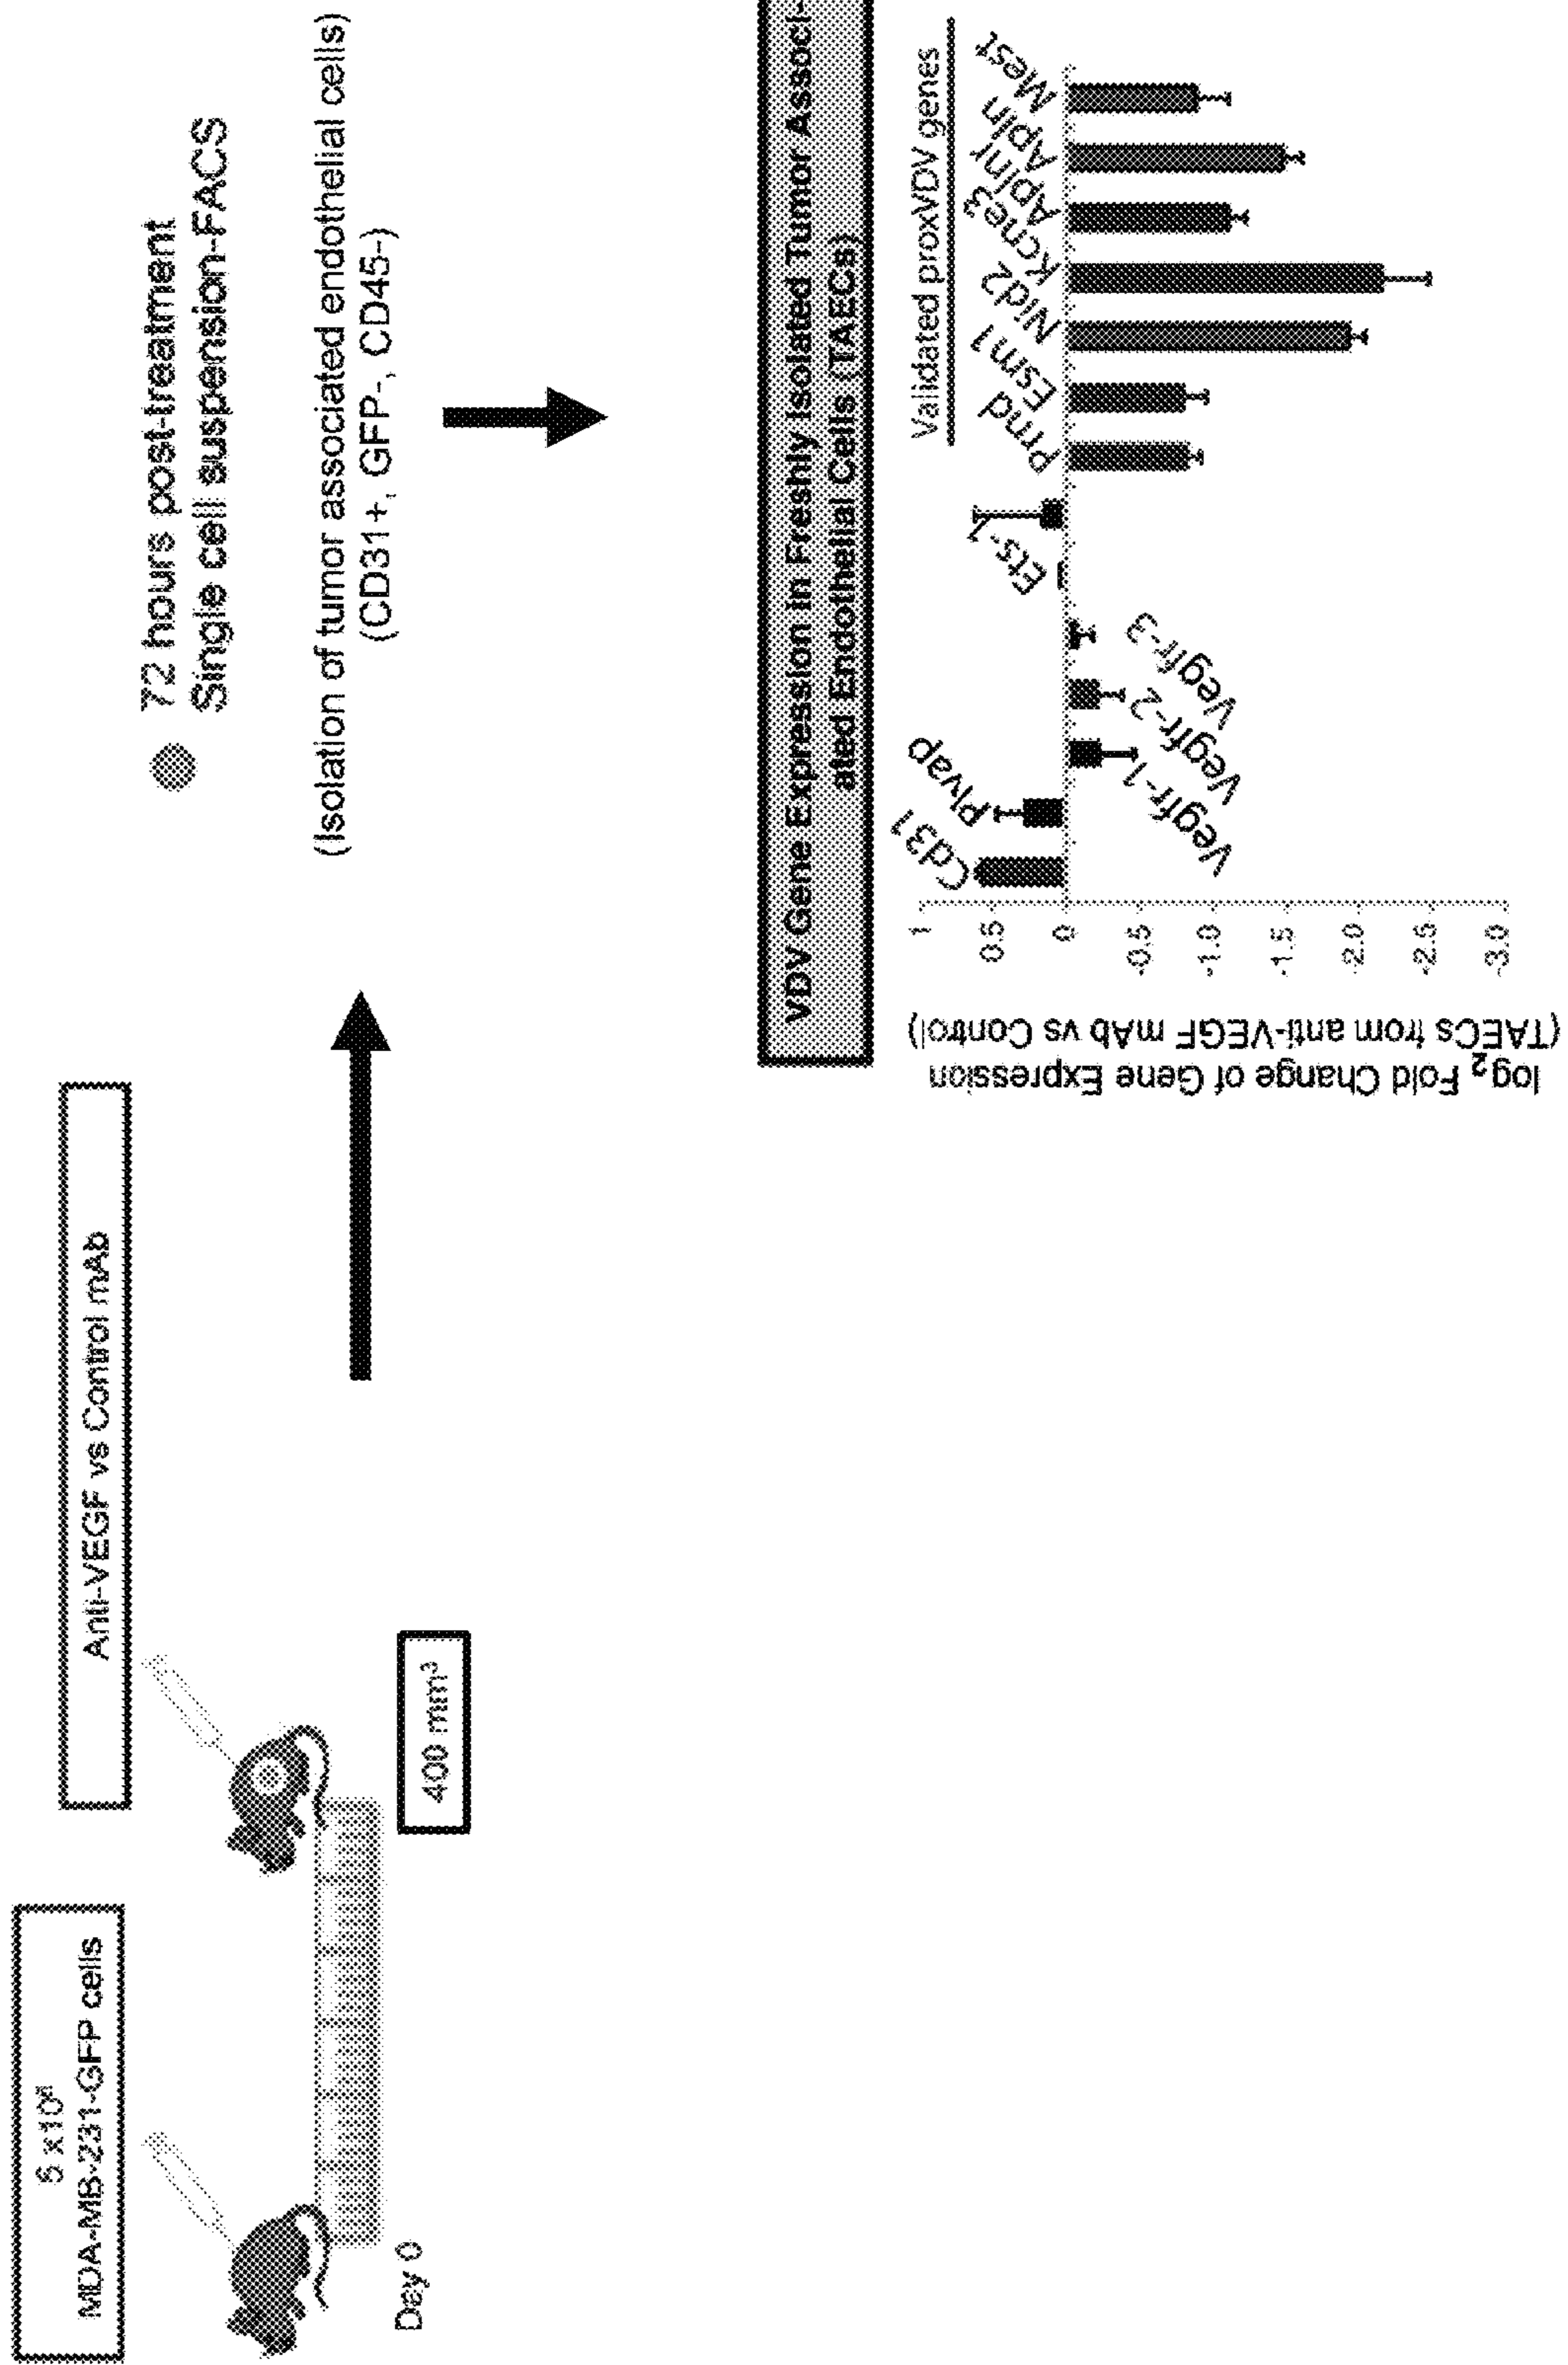 5 x10⁶
MDA-MB-231-GFP cells
Anti-VEGF vs Control mAb
Day 0
400 mm³
72 hours post-treatment
Single cell suspension-FACS
(Isolation of tumor associated endothelial cells)
(CD31+, GFP-, CD45-)
VDV Gene Expression in Freshly Isolated Tumor Associ-
ated Endothelial Cells (TAECs)
log₂ Fold Change of Gene Expression
(TAECs from anti-VEGF mAb vs Control)
1
0.5
0
-0.5
-1.0
-1.5
-2.0
-2.5
-3.0
Cd31
Plvap
Vegfr-1
Vegfr-2
Vegfr-3
Ets-1
Validated proxVDV genes
Prnd
Esm1
Nid2
Kcne3
Aplnr
Apln
Mest